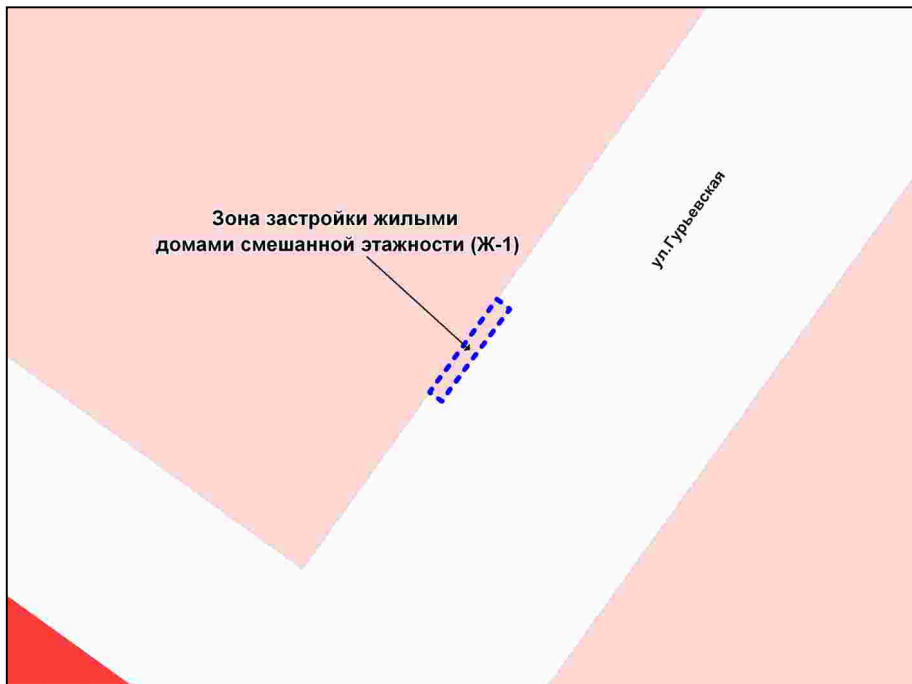 Зона застройки жилыми
домами смешанной этажности (Ж-1)
ул.Гурьевская